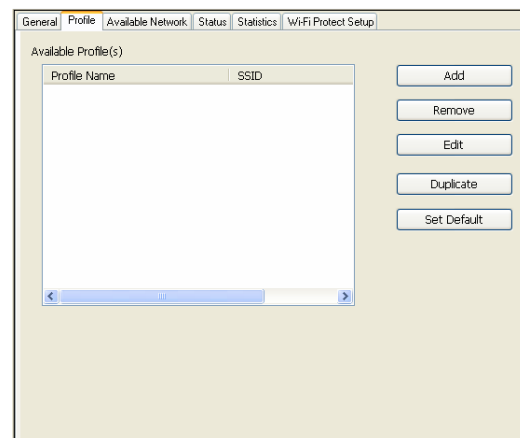 General Profile Available Network Status Statistics Wi-Fi Protect Setup
Available Profile(s)
Profile Name SSID
Add
Remove
Edit
Duplicate
Set Default